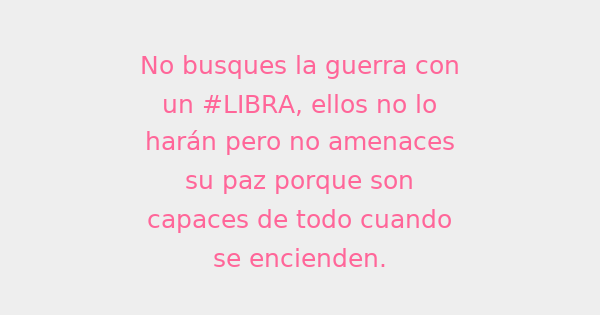 No busques la guerra con
un #LIBRA, ellos no lo
harán pero no amenaces
su paz porque son
capaces de todo cuando
se encienden.